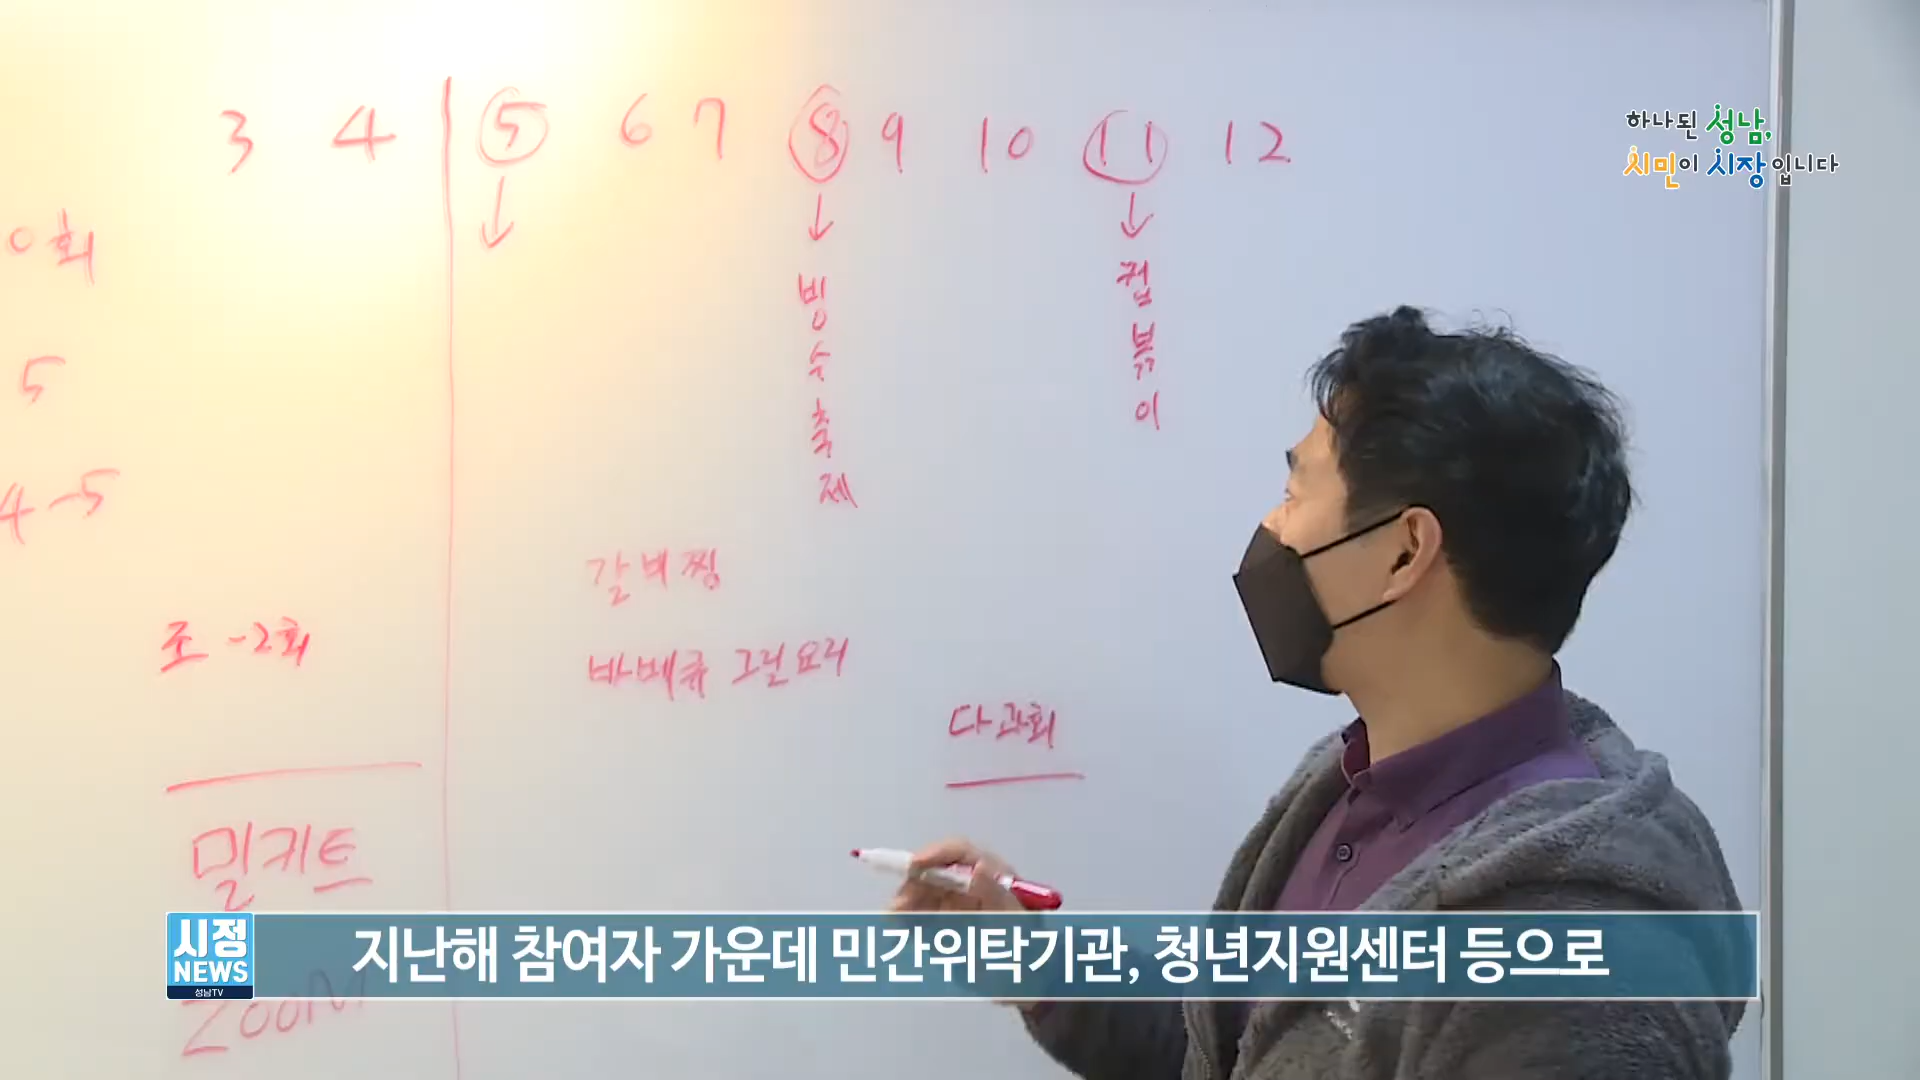 3 4 5 6 7 8 9 10 11 12
하나된 성남,
시민이 시장입니다
0회
빙수축제
컵볶이
5
4-5
갈비찜
조 -2회
바베큐 그릴요리
다과회
밀키트
시정
NEWS
성남TV
지난해 참여자 가운데 민간위탁기관, 청년지원센터 등으로
ZOOM